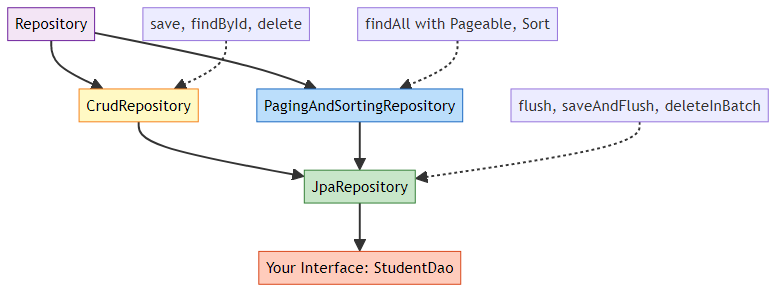 Repository
save, findById, delete
findAll with Pageable, Sort
CrudRepository
PagingAndSortingRepository
flush, saveAndFlush, deleteInBatch
JpaRepository
Your Interface: StudentDao